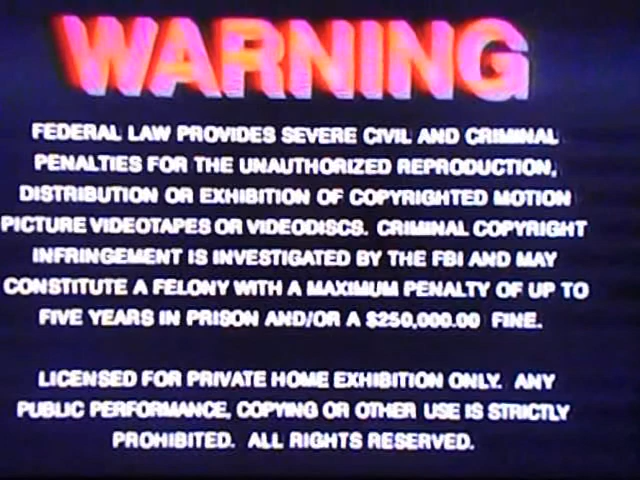 WARNING
FEDERAL LAW PROVIDES SEVERE CIVIL AND CRIMINAL
PENALTIES FOR THE UNAUTHORIZED REPRODUCTION,
DISTRIBUTION OR EXHIBITION OF COPYRIGHTED MOTION
PICTURE VIDEOTAPES OR VIDEODISCS. CRIMINAL COPYRIGHT
INFRINGEMENT IS INVESTIGATED BY THE FBI AND MAY
CONSTITUTE A FELONY WITH A MAXIMUM PENALTY OF UP TO
FIVE YEARS IN PRISON AND/OR A $250,000.00 FINE.
LICENSED FOR PRIVATE HOME EXHIBITION ONLY. ANY
PUBLIC PERFORMANCE, COPYING OR OTHER USE IS STRICTLY
PROHIBITED. ALL RIGHTS RESERVED.